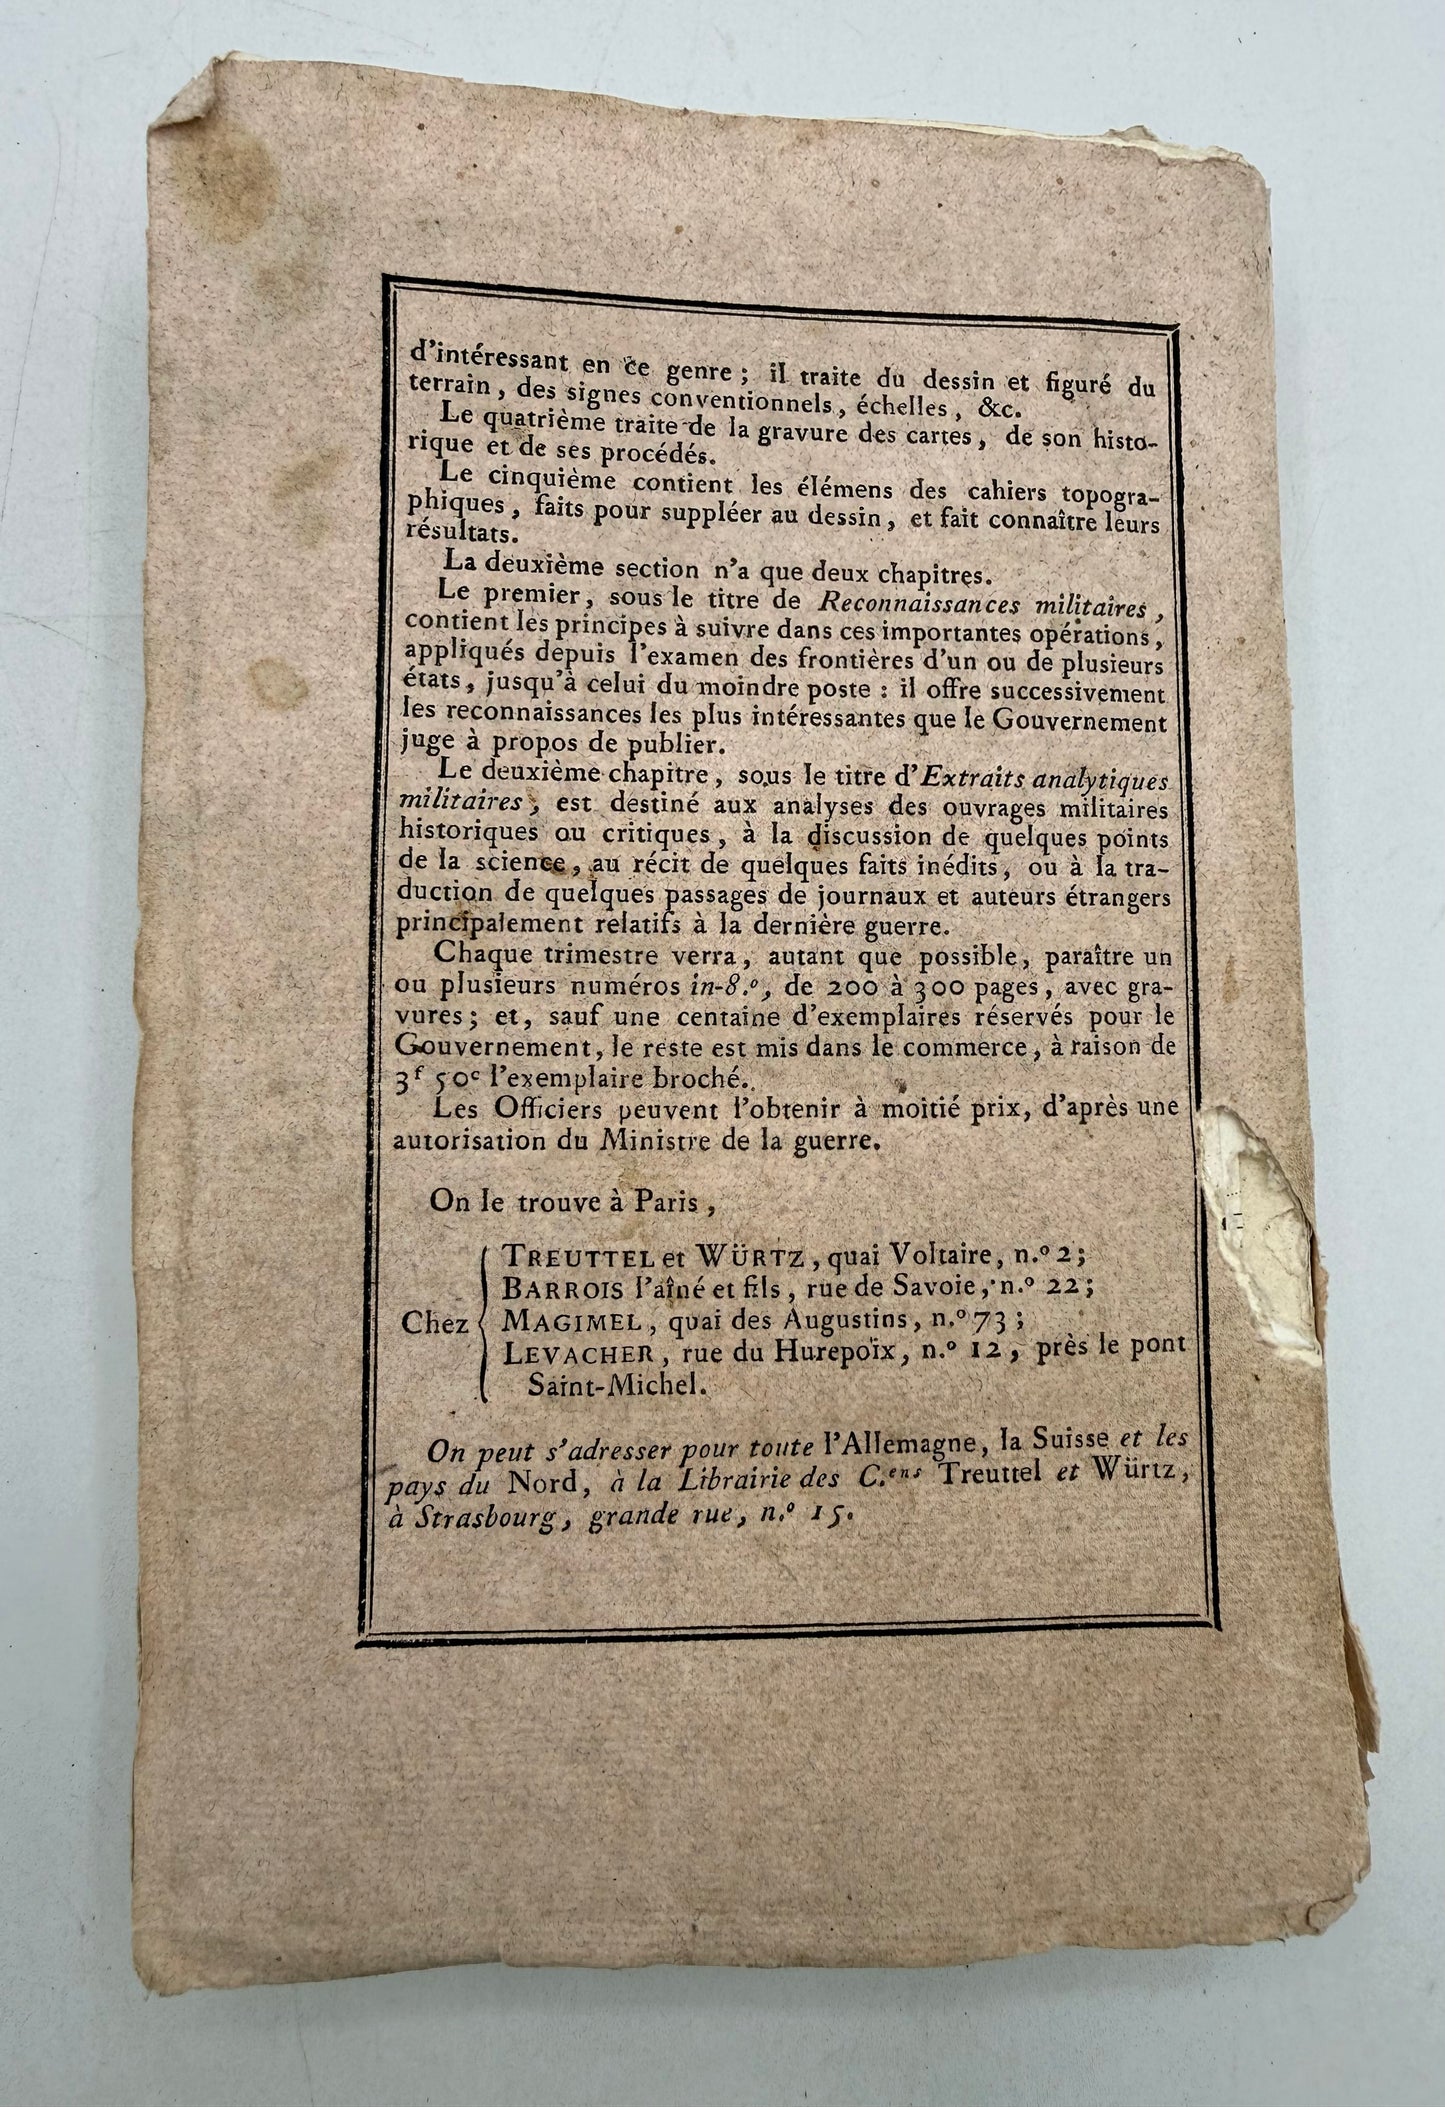 d'intéressant en ce genre ; il traite du dessin et figuré du
terrain, des signes conventionnels, échelles, &c.
Le quatrième traite de la gravure des cartes, de son histo-
rique et de ses procédés.
Le cinquième contient les élémens des cahiers topogra-
phiques, faits pour suppléer au dessin, et fait connaître leurs
résultats.
La deuxième section n'a que deux chapitres.
Le premier, sous le titre de Reconnaissances militaires,
contient les principes à suivre dans ces importantes opérations,
appliqués depuis l'examen des frontières d'un ou de plusieurs
états, jusqu'à celui du moindre poste : il offre successivement
les reconnaissances les plus intéressantes que le Gouvernement
juge à propos de publier.
Le deuxième chapitre, sous le titre d'Extraits analytiques
militaires, est destiné aux analyses des ouvrages militaires
historiques ou critiques, à la discussion de quelques points
de la science, au récit de quelques faits inédits, ou à la tra-
duction de quelques passages de journaux et auteurs étrangers
principalement relatifs à la dernière guerre.
Chaque trimestre verra, autant que possible, paraître un
ou plusieurs numéros in-8.º, de 200 à 300 pages, avec gra-
vures ; et, sauf une centaine d'exemplaires réservés pour le
Gouvernement, le reste est mis dans le commerce, à raison de
3f 50c l'exemplaire broché.
Les Officiers peuvent l'obtenir à moitié prix, d'après une
autorisation du Ministre de la guerre.
On le trouve à Paris,
Chez
TREUTTEL et WÜRTZ, quai Voltaire, n.º 2 ;
BARROIS l'aîné et fils, rue de Savoie, n.º 22 ;
MAGIMEL, quai des Augustins, n.º 73 ;
LEVACHER, rue du Hurepoix, n.º 12, près le pont
Saint-Michel.
On peut s'adresser pour toute l'Allemagne, la Suisse et les
pays du Nord, à la Librairie des C.ens Treuttel et Würtz,
à Strasbourg, grande rue, n.º 15.